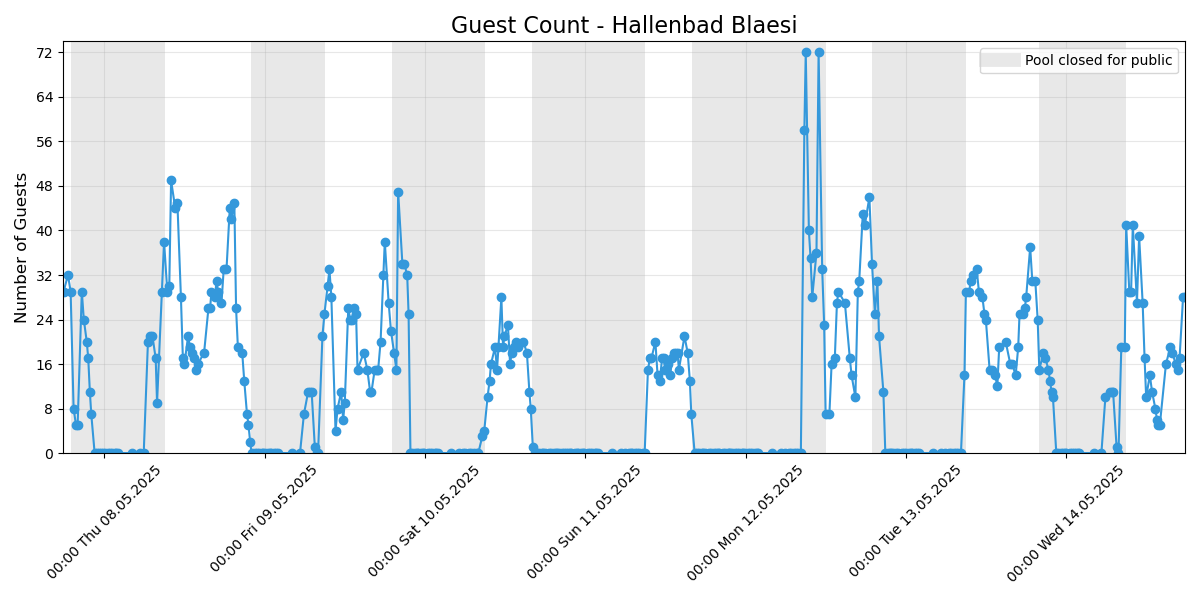 Guest Count - Hallenbad Blaesi
Pool closed for public
Number of Guests
72
64
56
48
40
32
24
16
8
0
00:00 Thu 08.05.2025
00:00 Fri 09.05.2025
00:00 Sat 10.05.2025
00:00 Sun 11.05.2025
00:00 Mon 12.05.2025
00:00 Tue 13.05.2025
00:00 Wed 14.05.2025